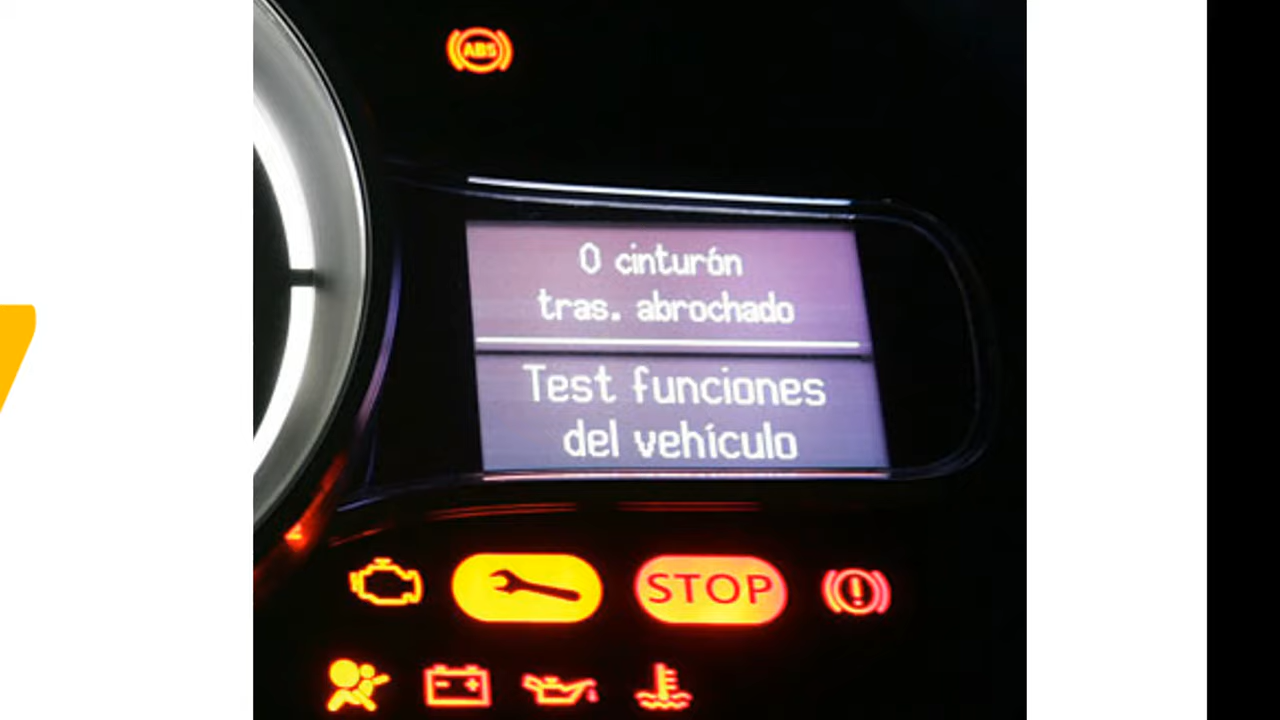 ABS
0 cinturón
tras. abrochado
Test funciones
del vehículo
STOP